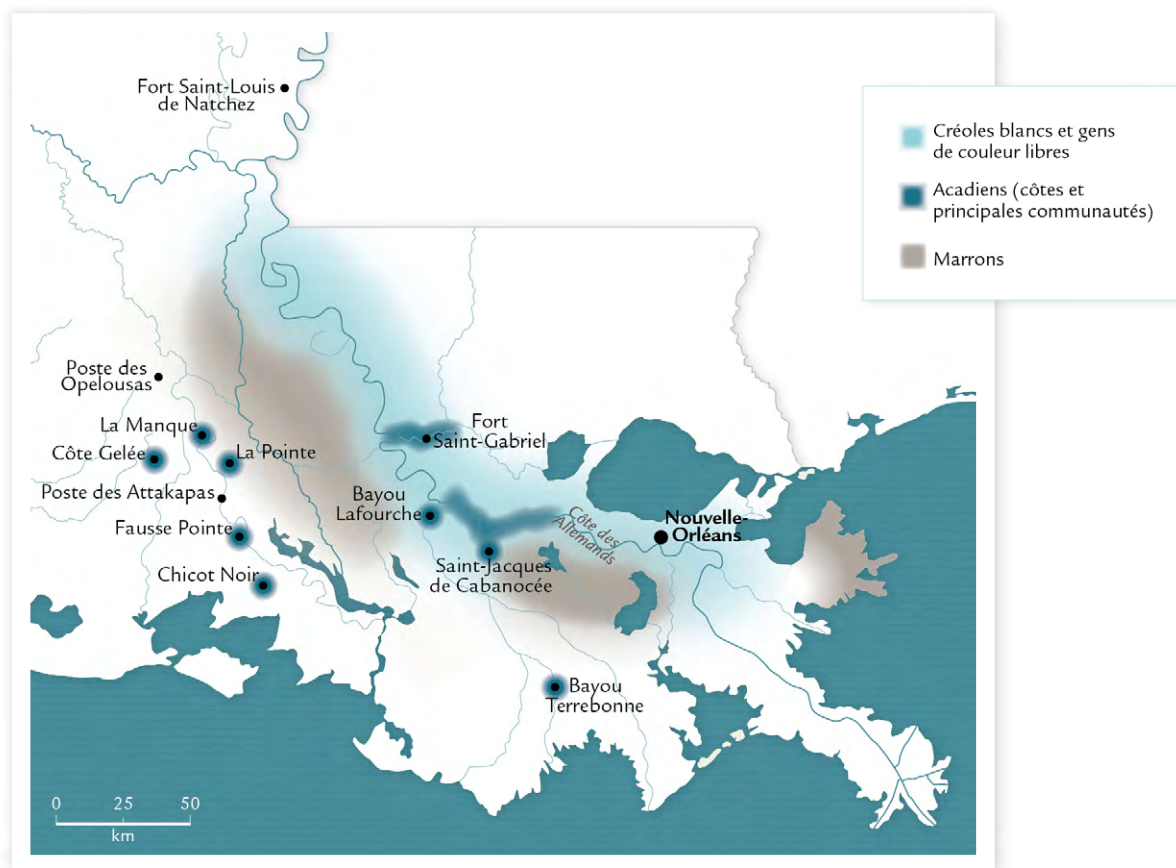 Fort Saint-Louis
de Natchez
Créoles blancs et gens
de couleur libres
Acadiens (côtes et
principales communautés)
Marrons
Poste des
Opelousas
La Manque
Côte Gelée
La Pointe
Fort
Saint-Gabriel
Poste des Attakapas
Bayou
Lafourche
Fausse Pointe
Côte des
Allemands
Nouvelle-
Orléans
Saint-Jacques
de Cabanocée
Chicot Noir
Bayou
Terrebonne
0 25 50
km